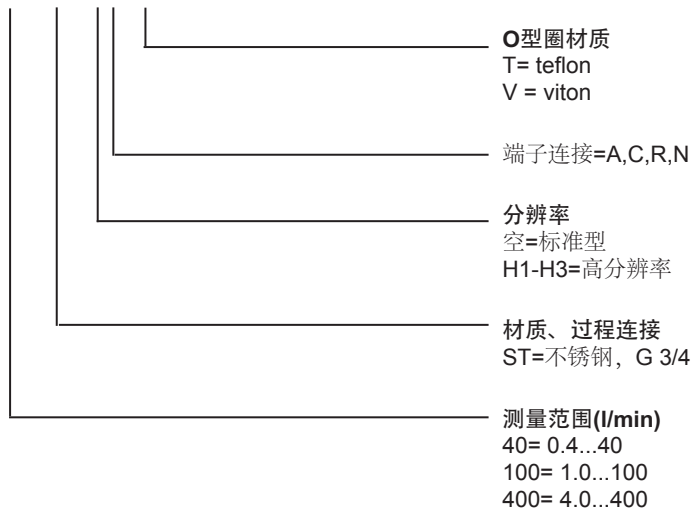 O型圈材质
T= teflon
V = viton
端子连接=A,C,R,N
分辨率
空=标准型
H1-H3=高分辨率
材质、过程连接
ST=不锈钢，G 3/4
测量范围(l/min)
40= 0.4...40
100= 1.0...100
400= 4.0...400